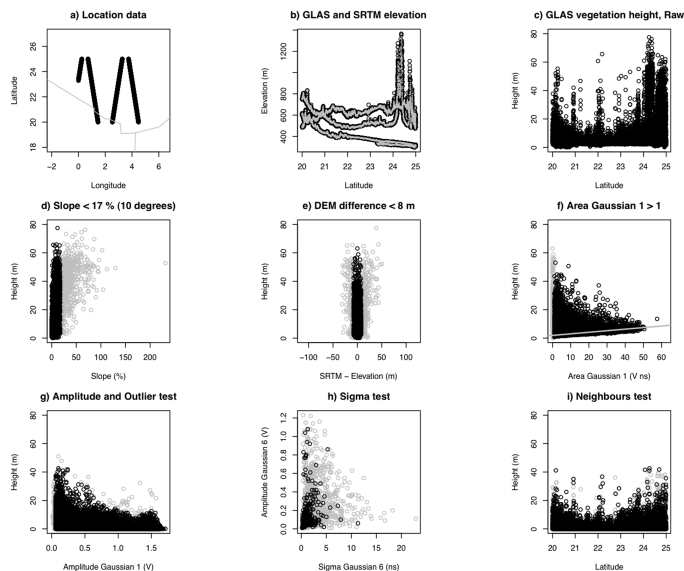 a) Location data
Latitude
18 20 22 24 26
−2 0 2 4 6
Longitude
b) GLAS and SRTM elevation
Elevation (m)
400 600 800 1200
20 21 22 23 24 25
Latitude
c) GLAS vegetation height, Raw
Height (m)
0 20 40 60 80
20 21 22 23 24 25
Latitude
d) Slope < 17 % (10 degrees)
Height (m)
0 20 40 60 80
0 50 100 150 200
Slope (%)
e) DEM difference < 8 m
Height (m)
0 20 40 60 80
−100 −50 0 50 100
SRTM − Elevation (m)
f) Area Gaussian 1 > 1
Height (m)
0 20 40 60 80
0 10 20 30 40 50 60
Area Gaussian 1 (V ns)
g) Amplitude and Outlier test
Height (m)
0 20 40 60 80
0.0 0.5 1.0 1.5
Amplitude Gaussian 1 (V)
h) Sigma test
Amplitude Gaussian 6 (V)
0.0 0.2 0.4 0.6 0.8 1.0 1.2
0 5 10 15 20
Sigma Gaussian 6 (ns)
i) Neighbours test
Height (m)
0 20 40 60 80
20 21 22 23 24 25
Latitude